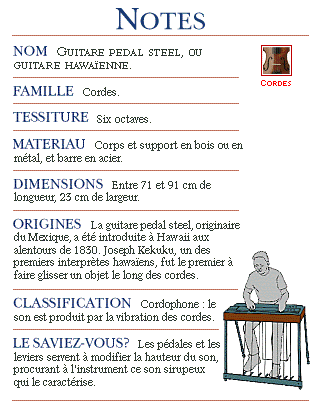 NOTES
NOM GUITARE PEDAL STEEL, OU
GUITARE HAWAÏENNE.
CORDES
FAMILLE Cordes.
TESSITURE Six octaves.
MATERIAU Corps et support en bois ou en
métal, et barre en acier.
DIMENSIONS Entre 71 et 91 cm de
longueur, 23 cm de largeur.
ORIGINES La guitare pedal steel, originaire
du Mexique, a été introduite à Hawaii aux
alentours de 1830. Joseph Kekuku, un des
premiers interprètes hawaïens, fut le premier à
faire glisser un objet le long des cordes.
CLASSIFICATION Cordophone : le
son est produit par la vibration des cordes.
LE SAVIEZ-VOUS? Les pédales et les
leviers servent à modifier la hauteur du son,
procurant à l'instrument ce son sirupeux
qui le caractérise.